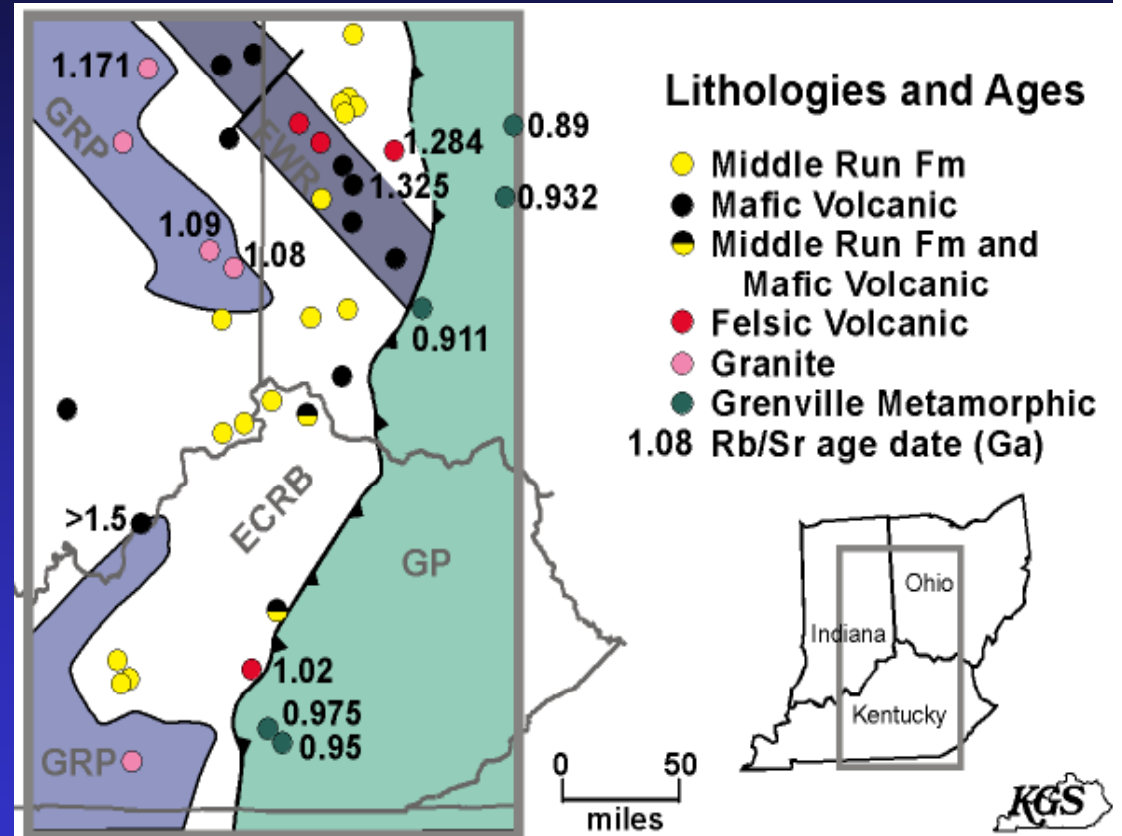 Lithologies and Ages
Middle Run Fm
Mafic Volcanic
Middle Run Fm and
Mafic Volcanic
Felsic Volcanic
Granite
Grenville Metamorphic
1.08 Rb/Sr age date (Ga)
1.171
GRP
FWR
1.284
0.89
1.325
0.932
1.09
1.08
0.911
>1.5
ECRB
GP
1.02
0.975
0.95
GRP
0 50
miles
Ohio
Indiana
Kentucky
KGS